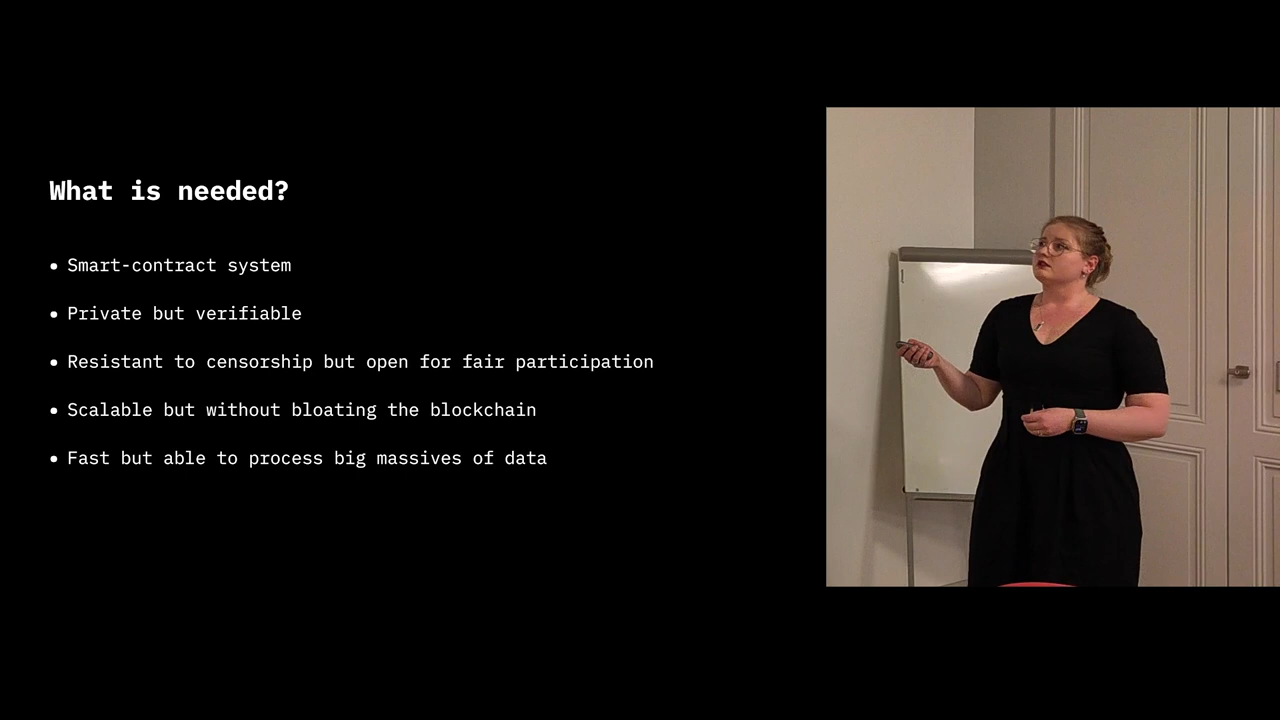 What is needed?
• Smart-contract system
• Private but verifiable
• Resistant to censorship but open for fair participation
• Scalable but without bloating the blockchain
• Fast but able to process big massives of data